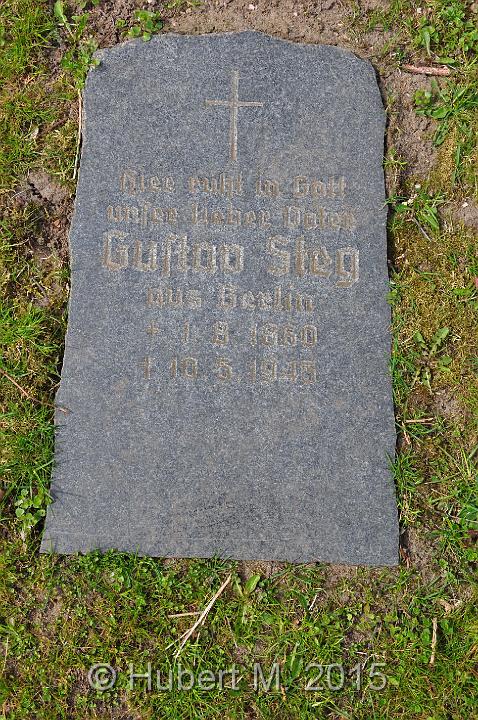 Hier ruht in Gott
unser lieber Vater
Gustav Steg
aus Berlin
* 1. 8. 1860
† 10. 5. 1945
© Hubert M. 2015